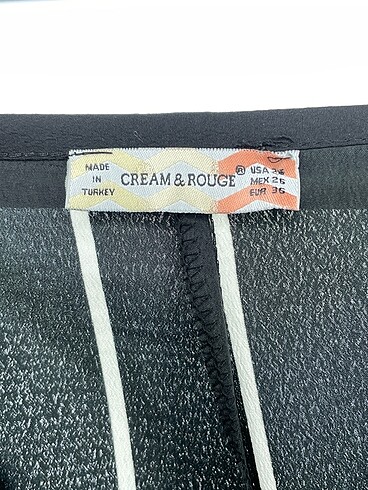 MADE
IN
TURKEY
CREAM & ROUGE®
USA
MEX 26
EUR 36